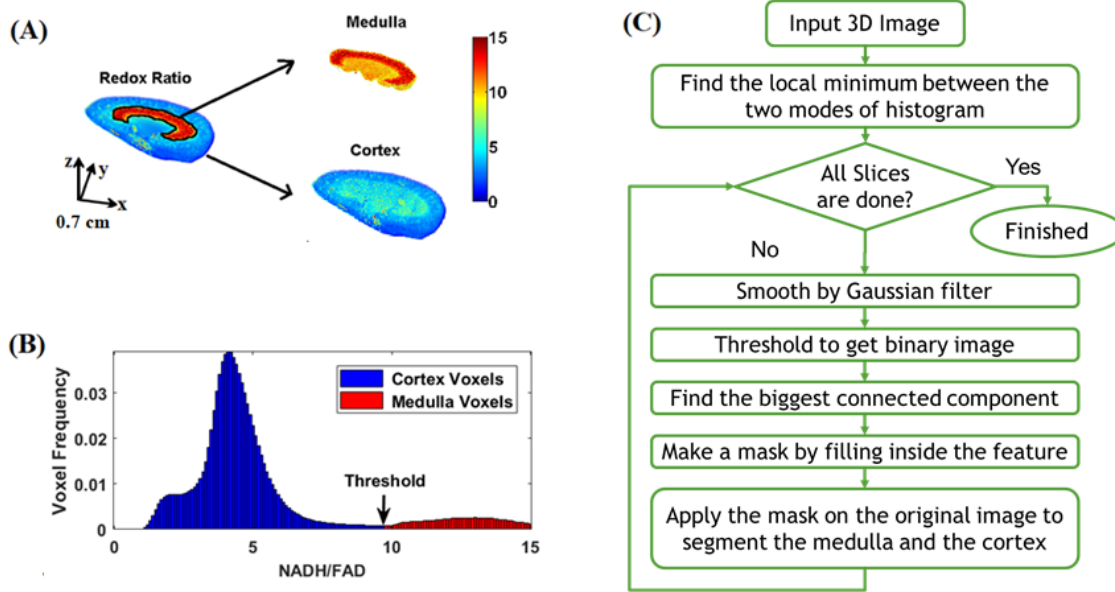 (A)
Medulla
15
10
5
0
Redox Ratio
Cortex
z
y
x
0.7 cm
(B)
Voxel Frequency
0.03
0.02
0.01
0
Cortex Voxels
Medulla Voxels
Threshold
0
5
10
15
NADH/FAD
(C)
Input 3D Image
Find the local minimum between the
two modes of histogram
All Slices
are done?
Yes
Finished
No
Smooth by Gaussian filter
Threshold to get binary image
Find the biggest connected component
Make a mask by filling inside the feature
Apply the mask on the original image to
segment the medulla and the cortex